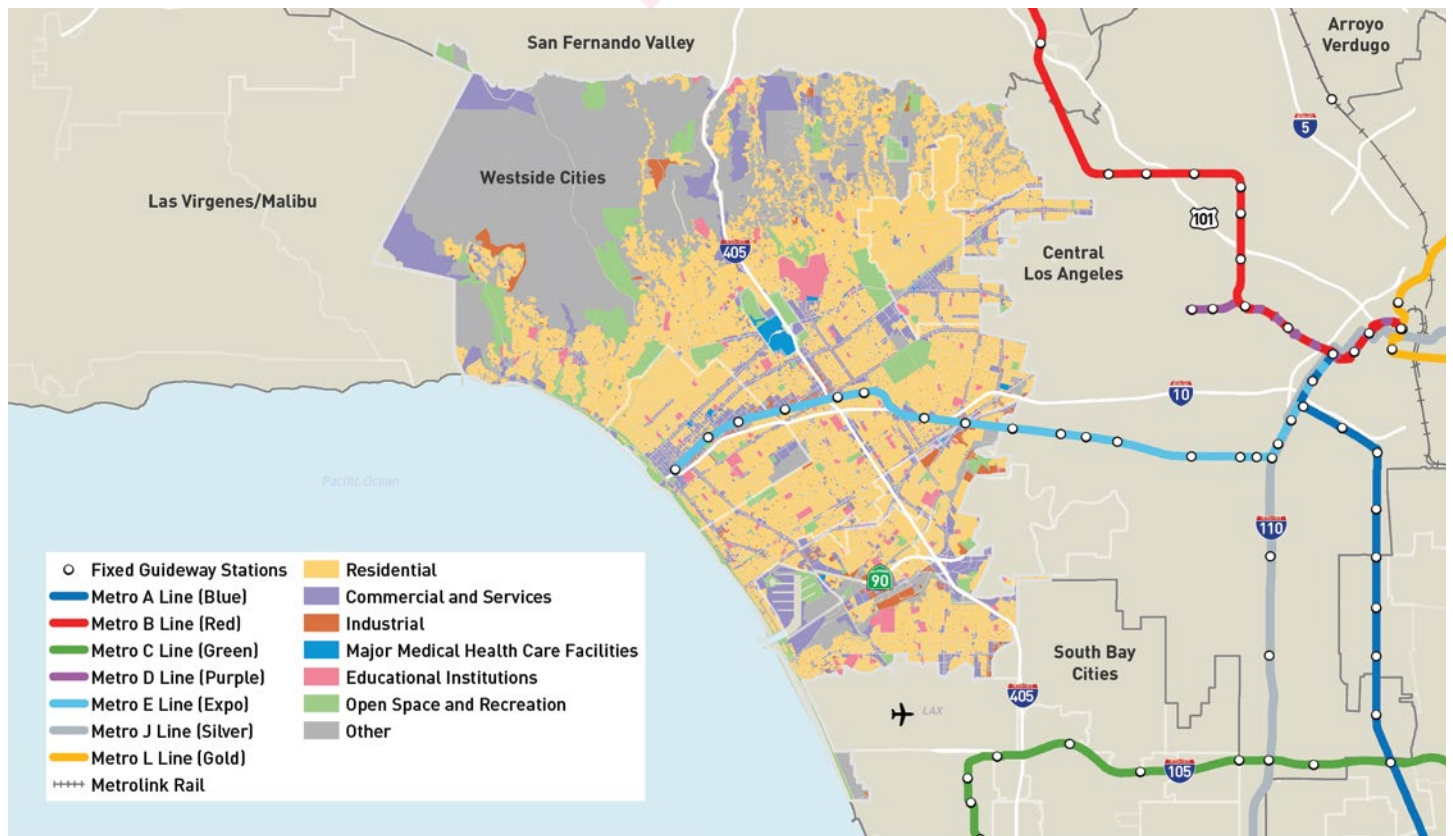 San Fernando Valley
Arroyo
Verdugo
5
Westside Cities
Las Virgenes/Malibu
101
405
Central
Los Angeles
10
Pacific Ocean
110
90
South Bay
Cities
405
LAX
105
Fixed Guideway Stations
Metro A Line (Blue)
Metro B Line (Red)
Metro C Line (Green)
Metro D Line (Purple)
Metro E Line (Expo)
Metro J Line (Silver)
Metro L Line (Gold)
Metrolink Rail
Residential
Commercial and Services
Industrial
Major Medical Health Care Facilities
Educational Institutions
Open Space and Recreation
Other